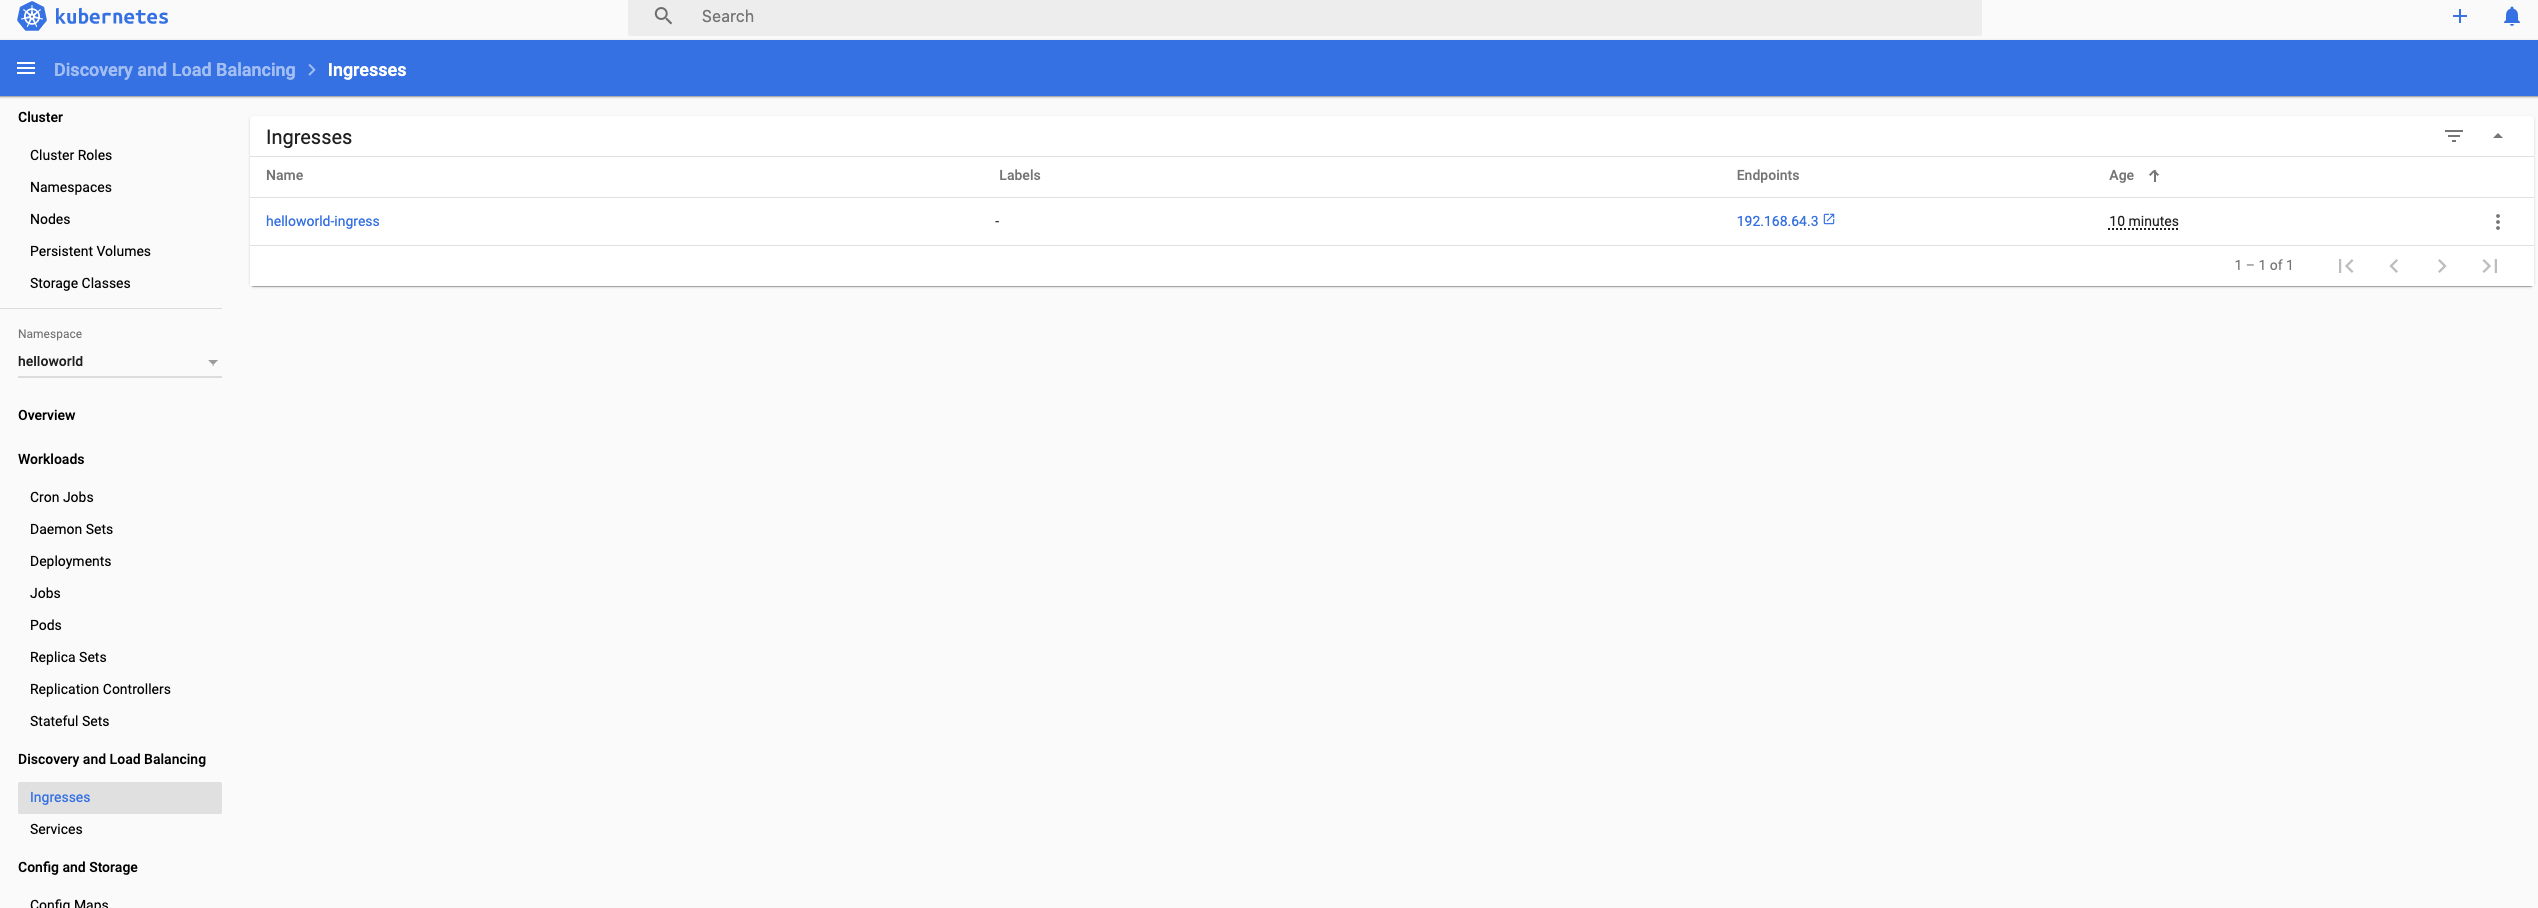 kubernetes
Search
Discovery and Load Balancing > Ingresses
Cluster
Cluster Roles
Namespaces
Nodes
Persistent Volumes
Storage Classes
Namespace
helloworld
Overview
Workloads
Cron Jobs
Daemon Sets
Deployments
Jobs
Pods
Replica Sets
Replication Controllers
Stateful Sets
Discovery and Load Balancing
Ingresses
Services
Config and Storage
Config Maps
Ingresses
Name Labels Endpoints Age
helloworld-ingress - 192.168.64.3 10 minutes
1 – 1 of 1